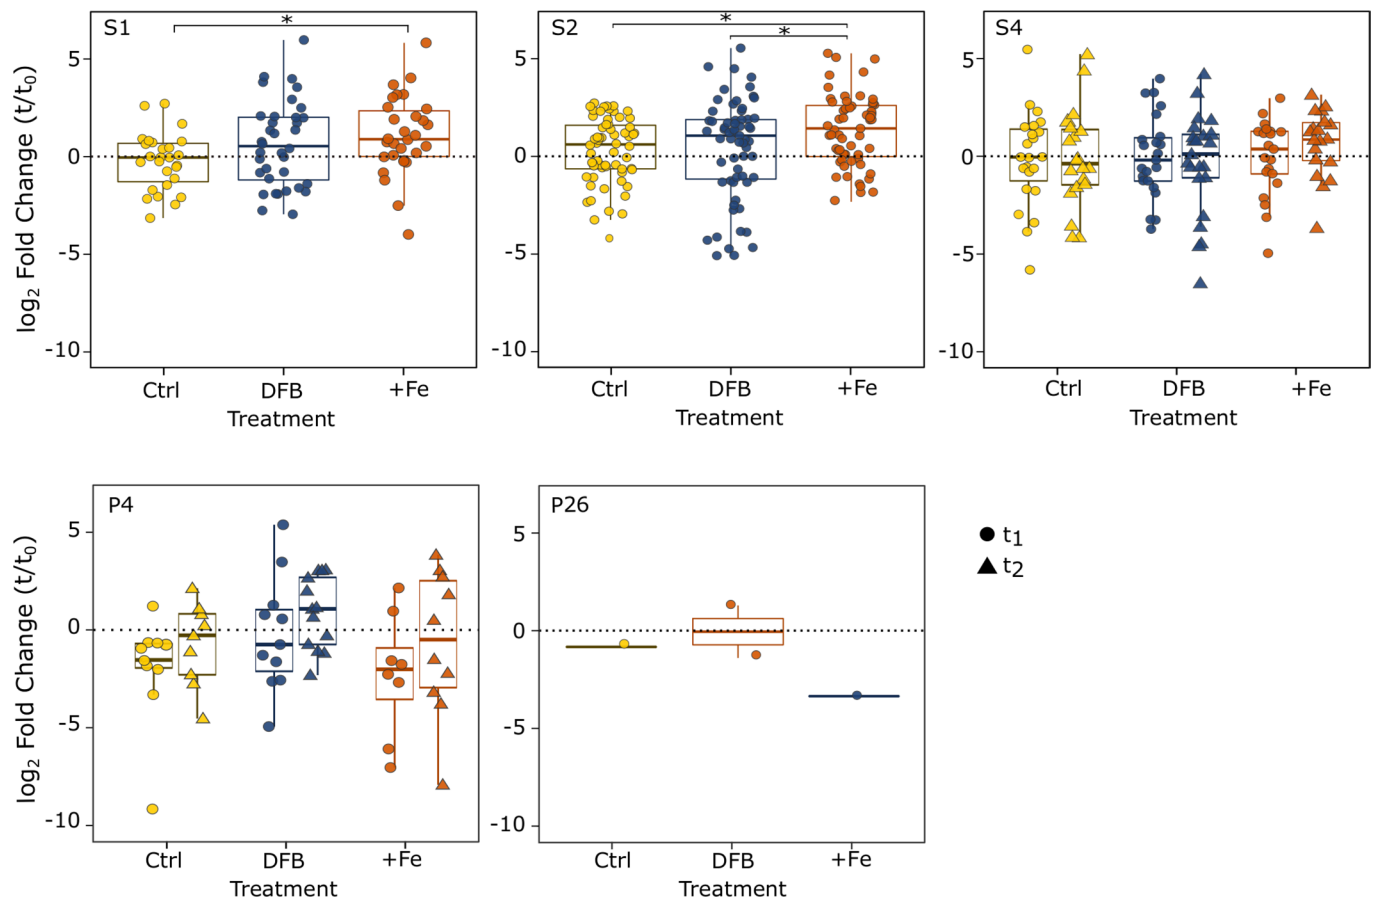 S1
*
log2 Fold Change (t/t0)
5
0
-5
-10
Ctrl DFB +Fe
Treatment
S2
*
*
5
0
-5
-10
Ctrl DFB +Fe
Treatment
S4
5
0
-5
-10
Ctrl DFB +Fe
Treatment
P4
log2 Fold Change (t/t0)
5
0
-5
-10
Ctrl DFB +Fe
Treatment
P26
5
0
-5
-10
Ctrl DFB +Fe
Treatment
t1
t2